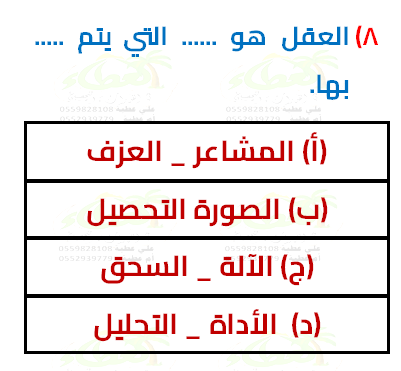 ٨) العقل هو ...... التي يتم .....
بها.
(أ) المشاعر _ العزف
(ب) الصورة التحصيل
(ج) الآلة _ السحق
(د) الأداة _ التحليل